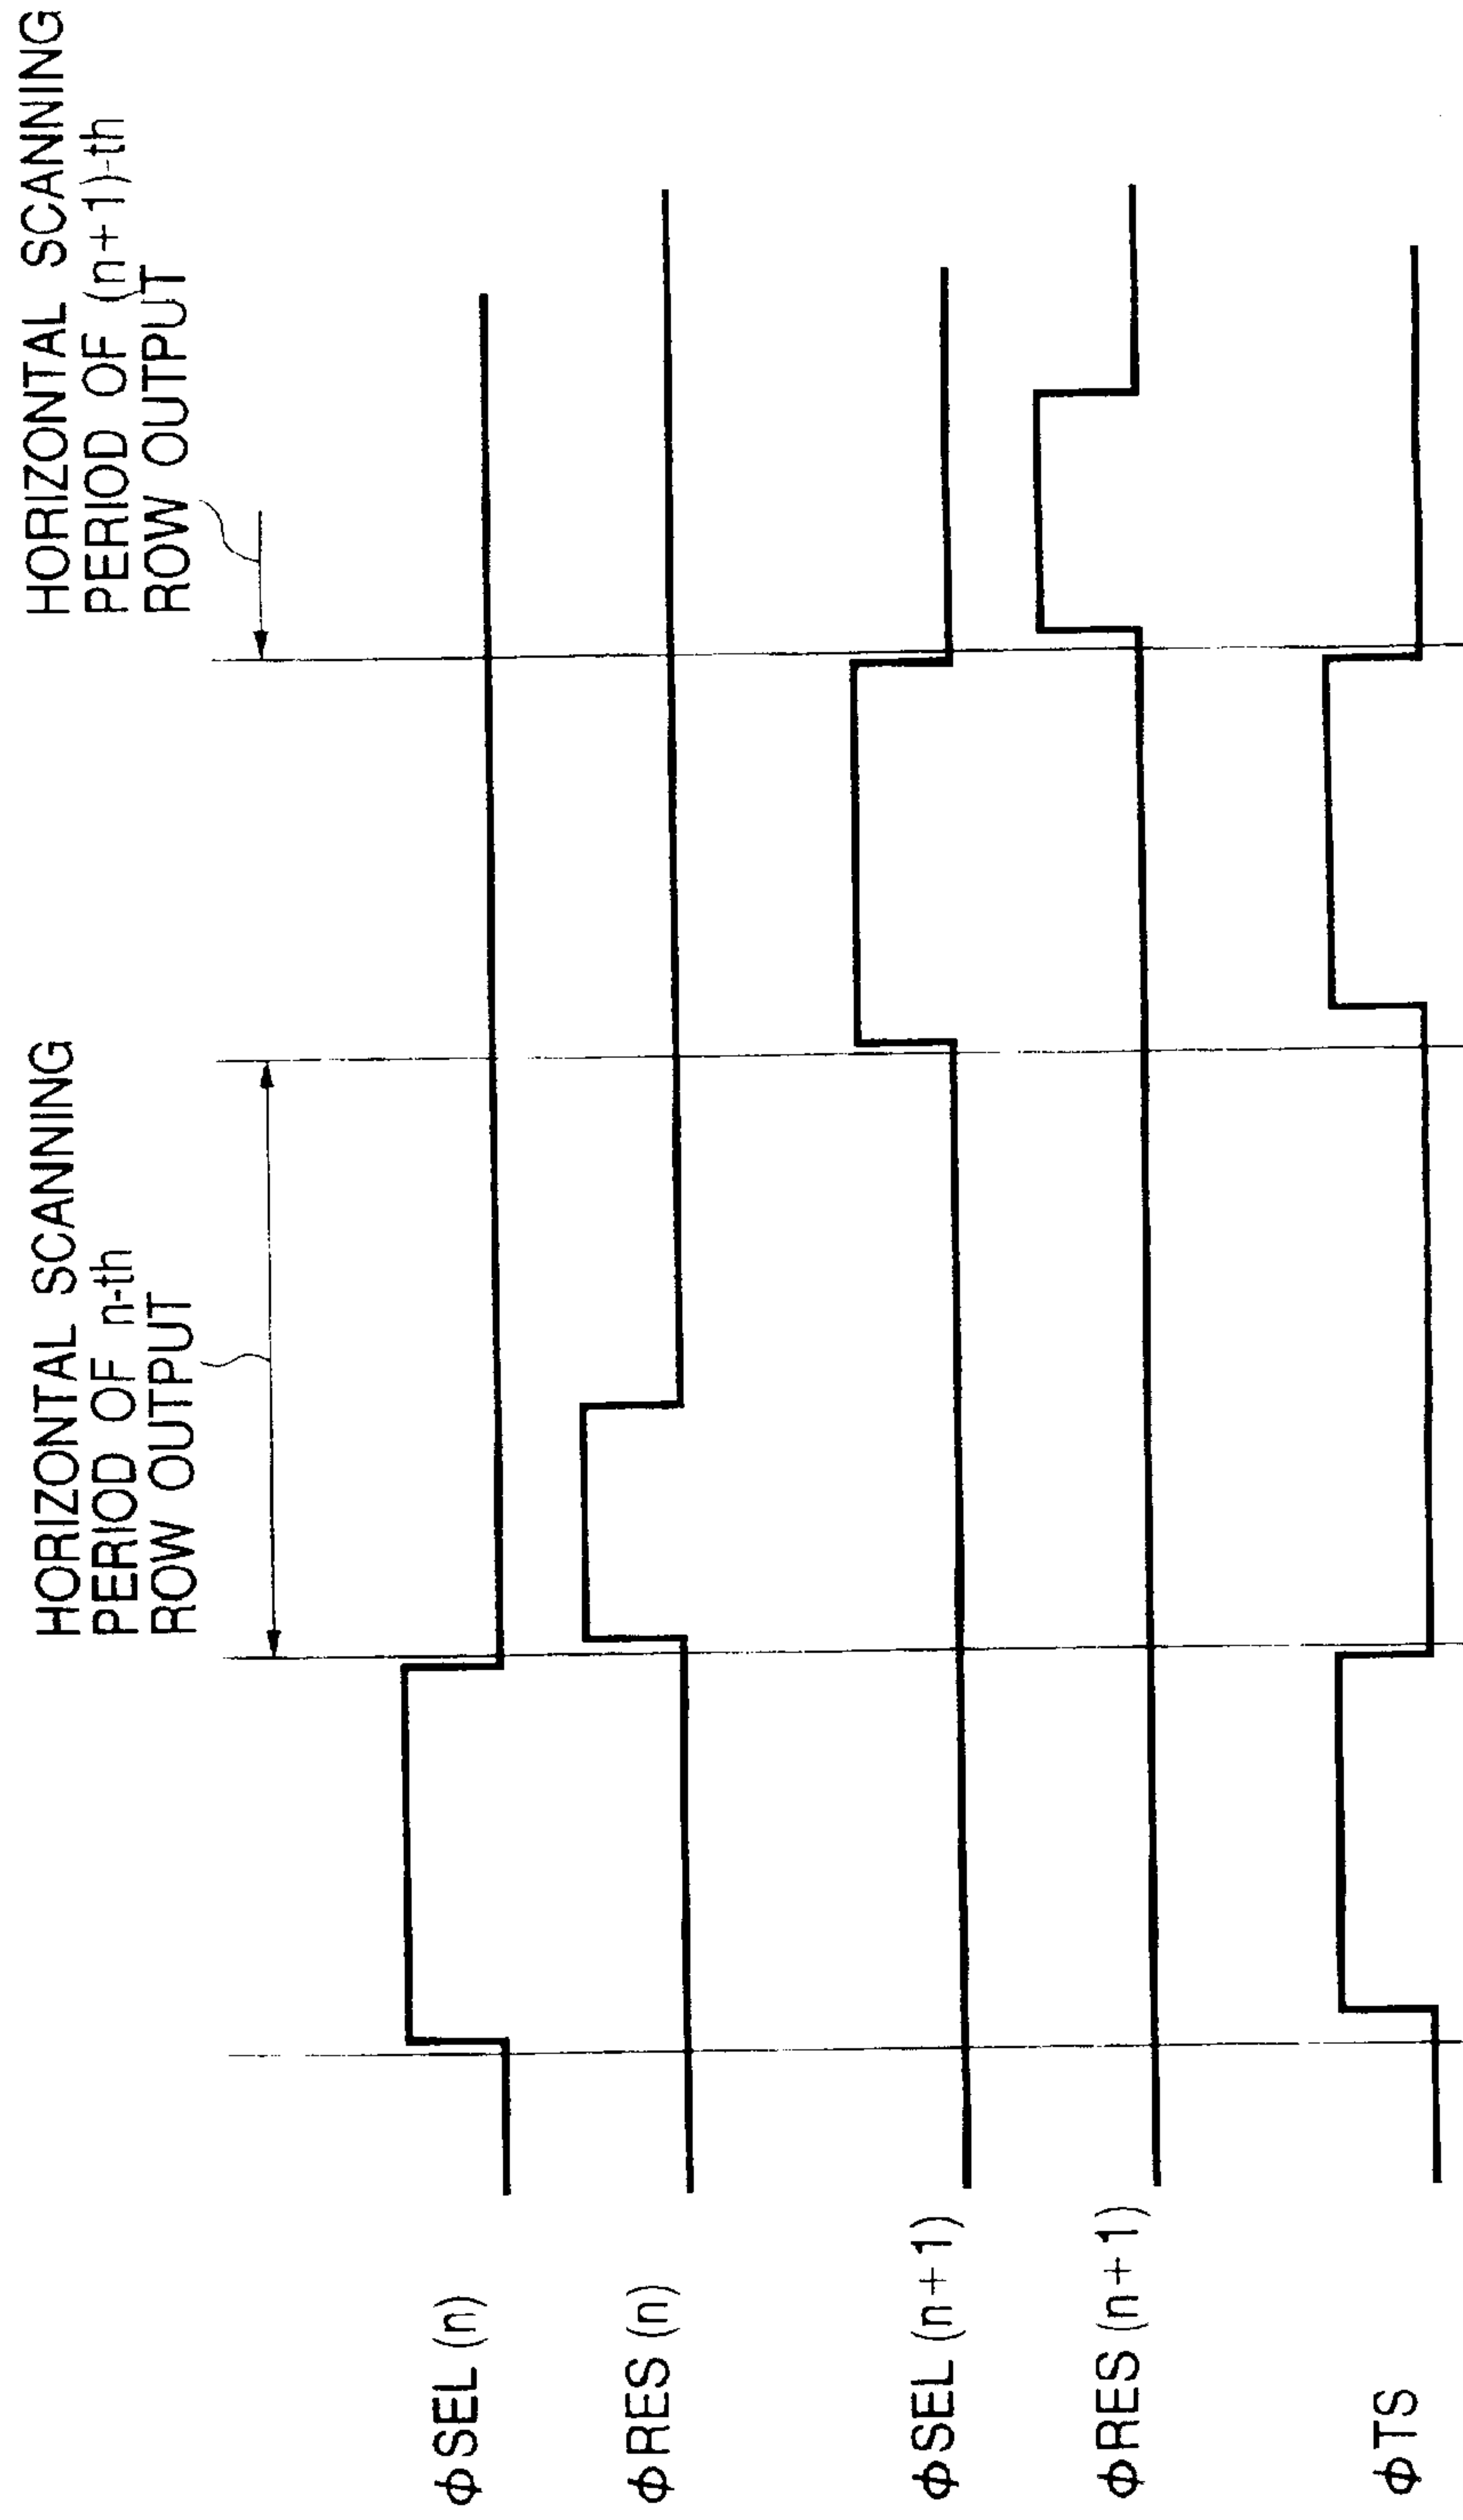 HORIZONTAL SCANNING
PERIOD OF n-th
ROW OUTPUT
HORIZONTAL SCANNING
PERIOD OF (n+1)-th
ROW OUTPUT
ϕSEL (n)
ϕRES (n)
ϕSEL (n+1)
ϕRES (n+1)
ϕTS